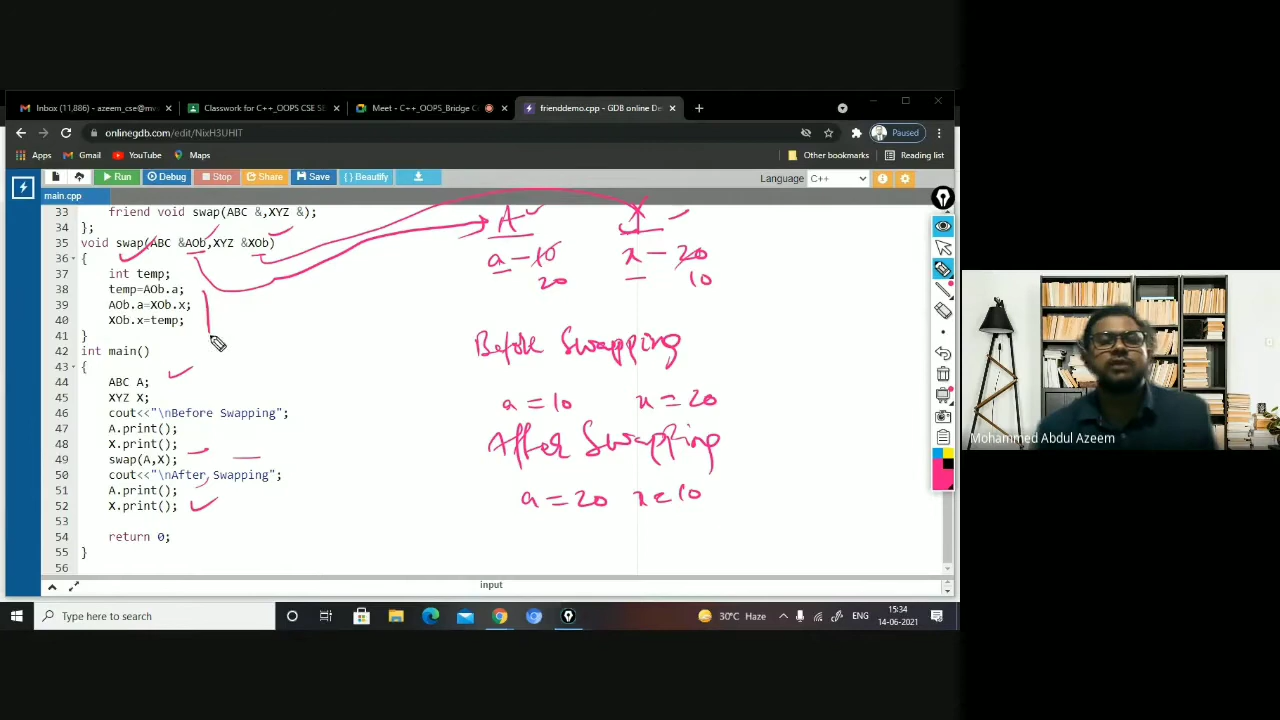 Inbox (11,886) - azeem_cse@mv
Classwork for C++_OOPS CSE SE
Meet - C++_OOPS_Bridge C
frienddemo.cpp - GDB online De
onlinegdb.com/edit/NixH3UHIT
Paused
Apps Gmail YouTube Maps
Other bookmarks Reading list
Run Debug Stop Share Save { } Beautify
Language C++
main.cpp
33 friend void swap(ABC &,XYZ &);
34 };
35 void swap(ABC &AOb,XYZ &XOb)
36 {
37 int temp;
38 temp=AOb.a;
39 AOb.a=XOb.x;
40 XOb.x=temp;
41 }
42 int main()
43 {
44 ABC A;
45 XYZ X;
46 cout<<"\nBefore Swapping";
47 A.print();
48 X.print();
49 swap(A,X);
50 cout<<"\nAfter Swapping";
51 A.print();
52 X.print();
53
54 return 0;
55 }
56
A X
a - 10 x - 20
20 10
Before Swapping
a = 10 x = 20
After Swapping
a = 20 x = 10
input
Type here to search
30°C Haze
ENG
15:34
14-06-2021
Mohammed Abdul Azeem